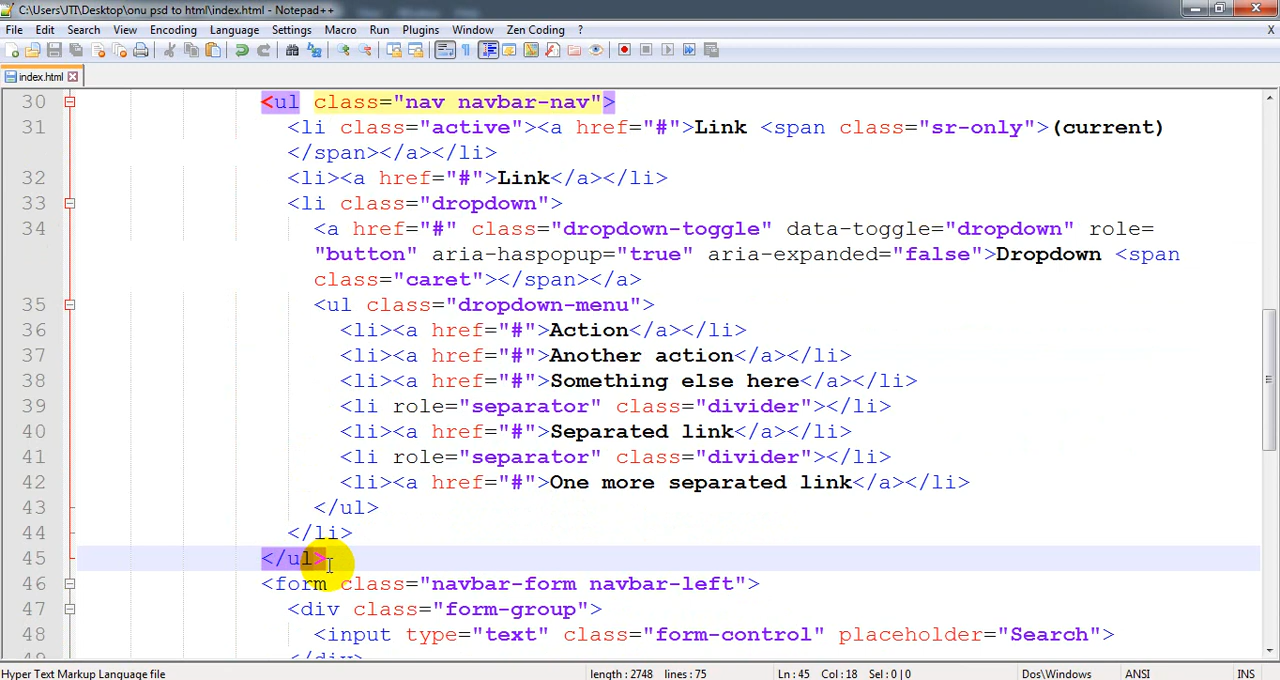 C:\Users\JTI\Desktop\onu psd to html\index.html - Notepad++
File Edit Search View Encoding Language Settings Macro Run Plugins Window Zen Coding ? X
index.html
30 <ul class="nav navbar-nav">
31 <li class="active"><a href="#">Link <span class="sr-only">(current)
</span></a></li>
32 <li><a href="#">Link</a></li>
33 <li class="dropdown">
34 <a href="#" class="dropdown-toggle" data-toggle="dropdown" role=
"button" aria-haspopup="true" aria-expanded="false">Dropdown <span
class="caret"></span></a>
35 <ul class="dropdown-menu">
36 <li><a href="#">Action</a></li>
37 <li><a href="#">Another action</a></li>
38 <li><a href="#">Something else here</a></li>
39 <li role="separator" class="divider"></li>
40 <li><a href="#">Separated link</a></li>
41 <li role="separator" class="divider"></li>
42 <li><a href="#">One more separated link</a></li>
43 </ul>
44 </li>
45 </ul>
46 <form class="navbar-form navbar-left">
47 <div class="form-group">
48 <input type="text" class="form-control" placeholder="Search">
49 </div>
Hyper Text Markup Language file length : 2748 lines : 75 Ln : 45 Col : 18 Sel : 0 | 0 Dos\Windows ANSI INS